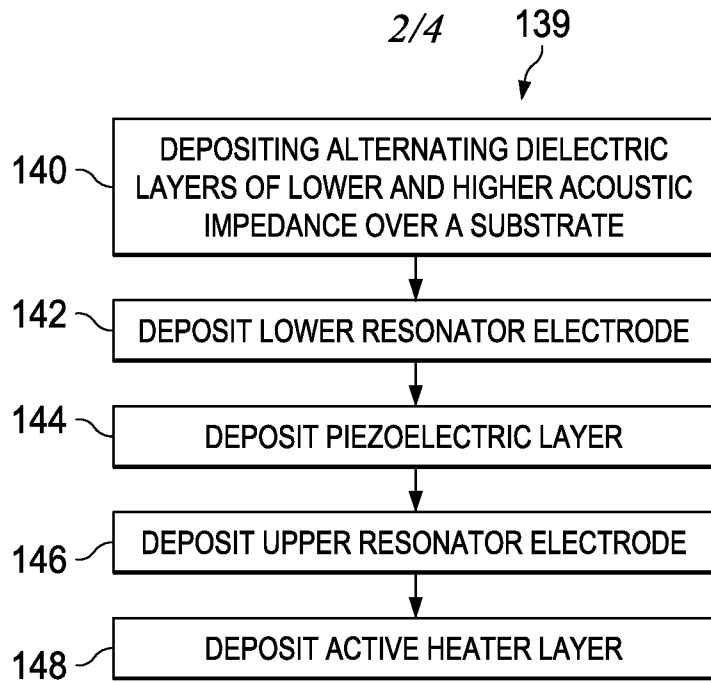 2/4
139
140
DEPOSITING ALTERNATING DIELECTRIC
LAYERS OF LOWER AND HIGHER ACOUSTIC
IMPEDANCE OVER A SUBSTRATE
142
DEPOSIT LOWER RESONATOR ELECTRODE
144
DEPOSIT PIEZOELECTRIC LAYER
146
DEPOSIT UPPER RESONATOR ELECTRODE
148
DEPOSIT ACTIVE HEATER LAYER